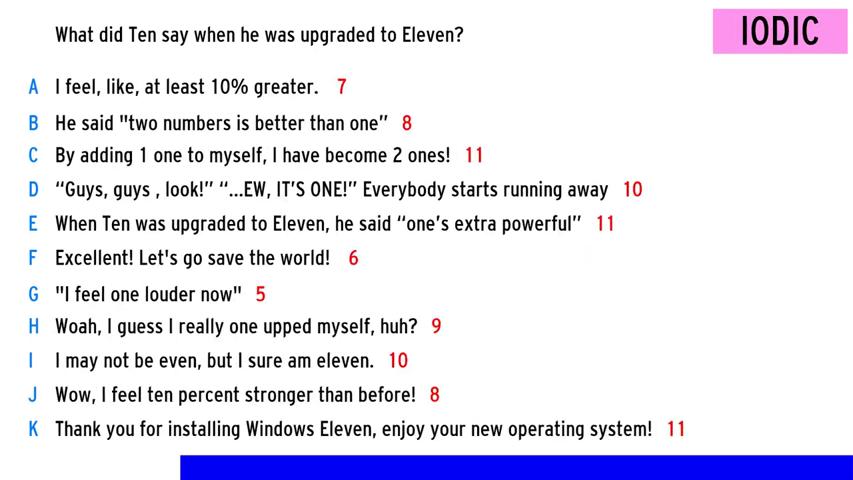 What did Ten say when he was upgraded to Eleven?
IODIC
A I feel, like, at least 10% greater. 7
B He said "two numbers is better than one” 8
C By adding 1 one to myself, I have become 2 ones! 11
D “Guys, guys , look!” “...EW, IT’S ONE!” Everybody starts running away 10
E When Ten was upgraded to Eleven, he said “one’s extra powerful” 11
F Excellent! Let's go save the world! 6
G "I feel one louder now" 5
H Woah, I guess I really one upped myself, huh? 9
I I may not be even, but I sure am eleven. 10
J Wow, I feel ten percent stronger than before! 8
K Thank you for installing Windows Eleven, enjoy your new operating system! 11